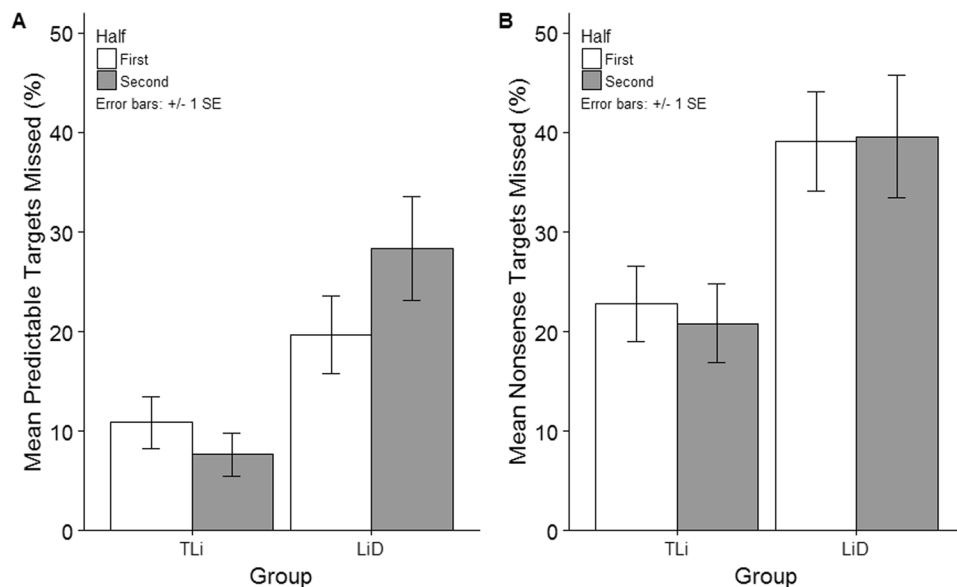 A
Mean Predictable Targets Missed (%)
50
40
30
20
10
0
Half
First
Second
Error bars: +/- 1 SE
TLi
LiD
Group
B
Mean Nonsense Targets Missed (%)
50
40
30
20
10
0
Half
First
Second
Error bars: +/- 1 SE
TLi
LiD
Group